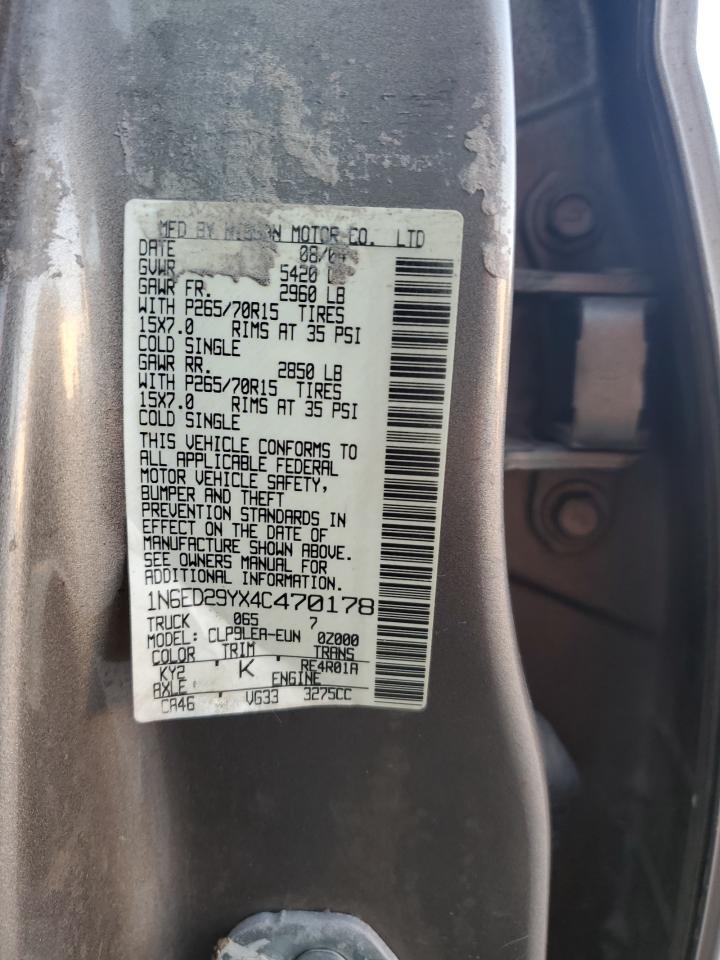 MFD BY NISSAN MOTOR CO. LTD
DATE
GVWR 5420
GAWR FR. 2960 LB
WITH P265/70R15 TIRES
15X7.0 RIMS AT 35 PSI
COLD SINGLE
GAWR RR. 2850 LB
WITH P265/70R15 TIRES
15X7.0 RIMS AT 35 PSI
COLD SINGLE
THIS VEHICLE CONFORMS TO
ALL APPLICABLE FEDERAL
MOTOR VEHICLE SAFETY,
BUMPER AND THEFT
PREVENTION STANDARDS IN
EFFECT ON THE DATE OF
MANUFACTURE SHOWN ABOVE.
SEE OWNERS MANUAL FOR
ADDITIONAL INFORMATION.
1N6ED29YX4C470178
TRUCK 065 7
MODEL: CLP9LEA-EUN 0Z000
COLOR TRIM TRANS
KY2 K RE4R01A
AXLE ENGINE
CA46 VG33 3275CC